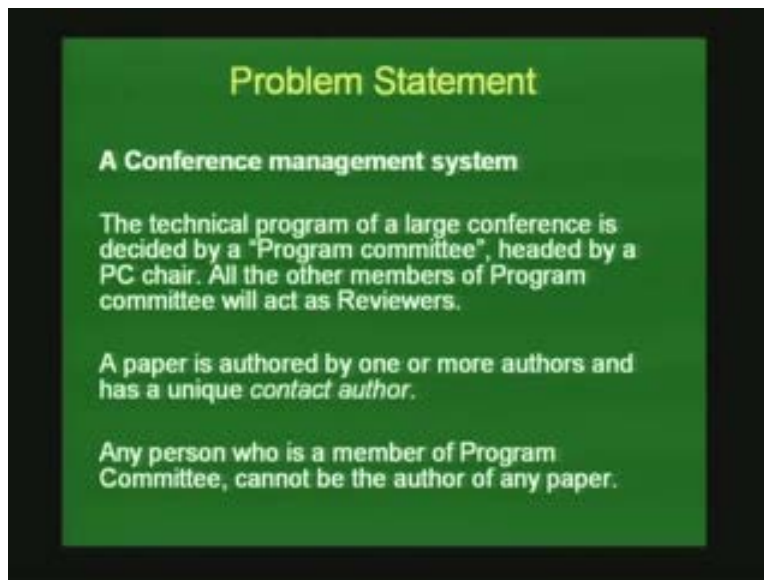 Problem Statement
A Conference management system
The technical program of a large conference is
decided by a "Program committee", headed by a
PC chair. All the other members of Program
committee will act as Reviewers.
A paper is authored by one or more authors and
has a unique contact author.
Any person who is a member of Program
Committee, cannot be the author of any paper.